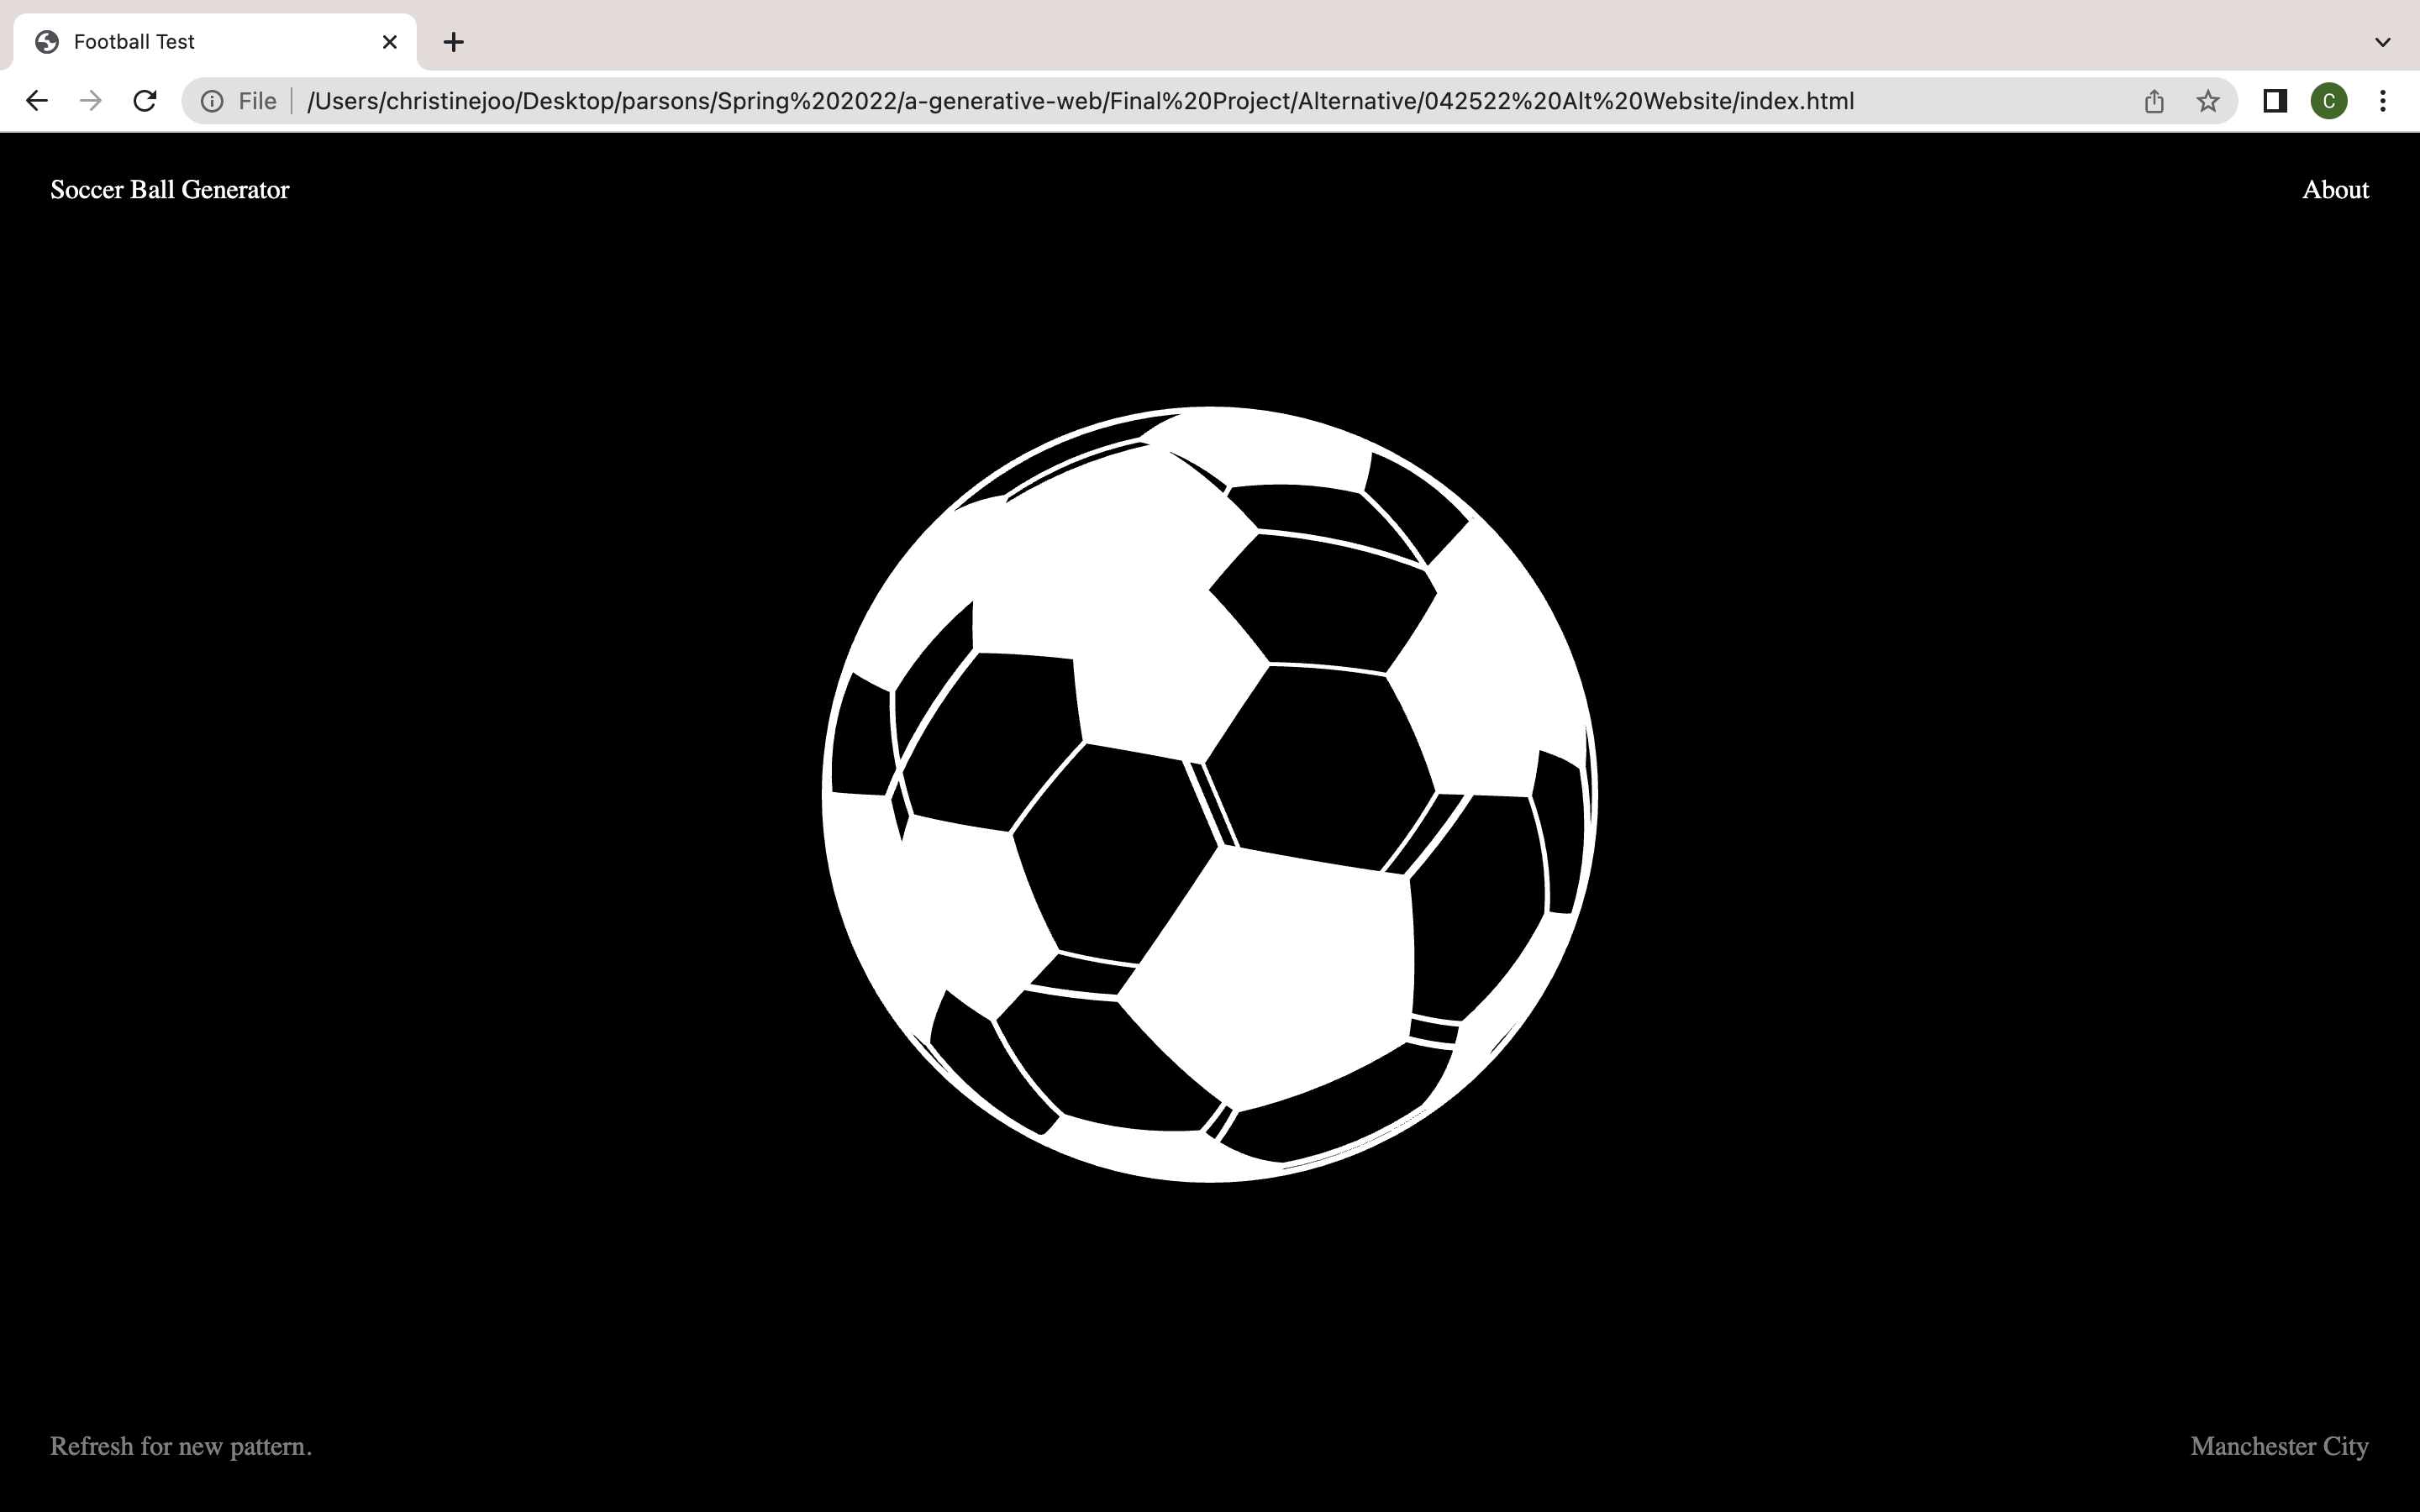 Football Test
File
/Users/christinejoo/Desktop/parsons/Spring%202022/a-generative-web/Final%20Project/Alternative/042522%20Alt%20Website/index.html
C
Soccer Ball Generator
About
Refresh for new pattern.
Manchester City